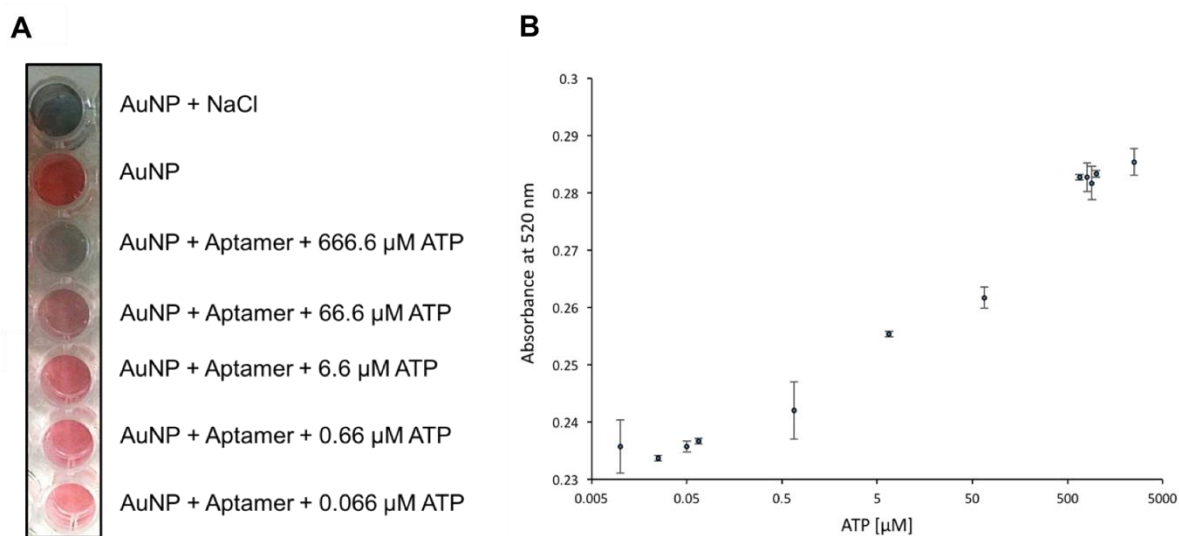 A
AuNP + NaCl
AuNP
AuNP + Aptamer + 666.6 µM ATP
AuNP + Aptamer + 66.6 µM ATP
AuNP + Aptamer + 6.6 µM ATP
AuNP + Aptamer + 0.66 µM ATP
AuNP + Aptamer + 0.066 µM ATP
B
Absorbance at 520 nm
0.3
0.29
0.28
0.27
0.26
0.25
0.24
0.23
0.005 0.05 0.5 5 50 500 5000
ATP [µM]